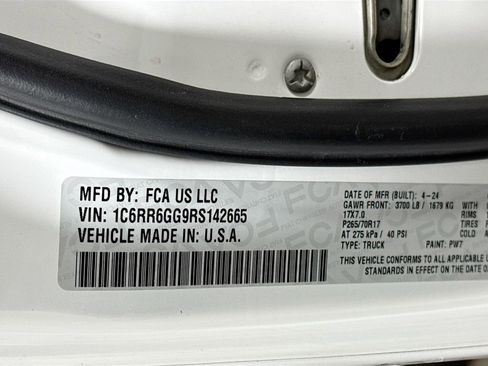 MFD BY: FCA US LLC
VIN: 1C6RR6GG9RS142665
VEHICLE MADE IN: U.S.A.
DATE OF MFR (BUILT): 4-24
GAWR FRONT: 3700 LB / 1679 KG WITH
17X7.0
P265/70R17 TIRES
AT 275 kPa / 40 PSI COLD
TYPE: TRUCK PAINT: PW7
THIS VEHICLE CONFORMS TO ALL
STANDARDS IN EFFECT ON THE DATE OF